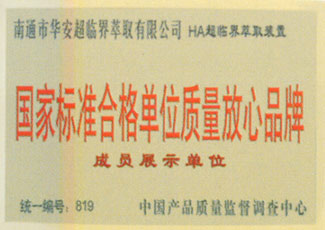 南通市华安超临界萃取有限公司 HA超临界萃取装置
国家标准合格单位质量放心品牌
成员展示单位
统一编号:819 中国产品质量监督调查中心